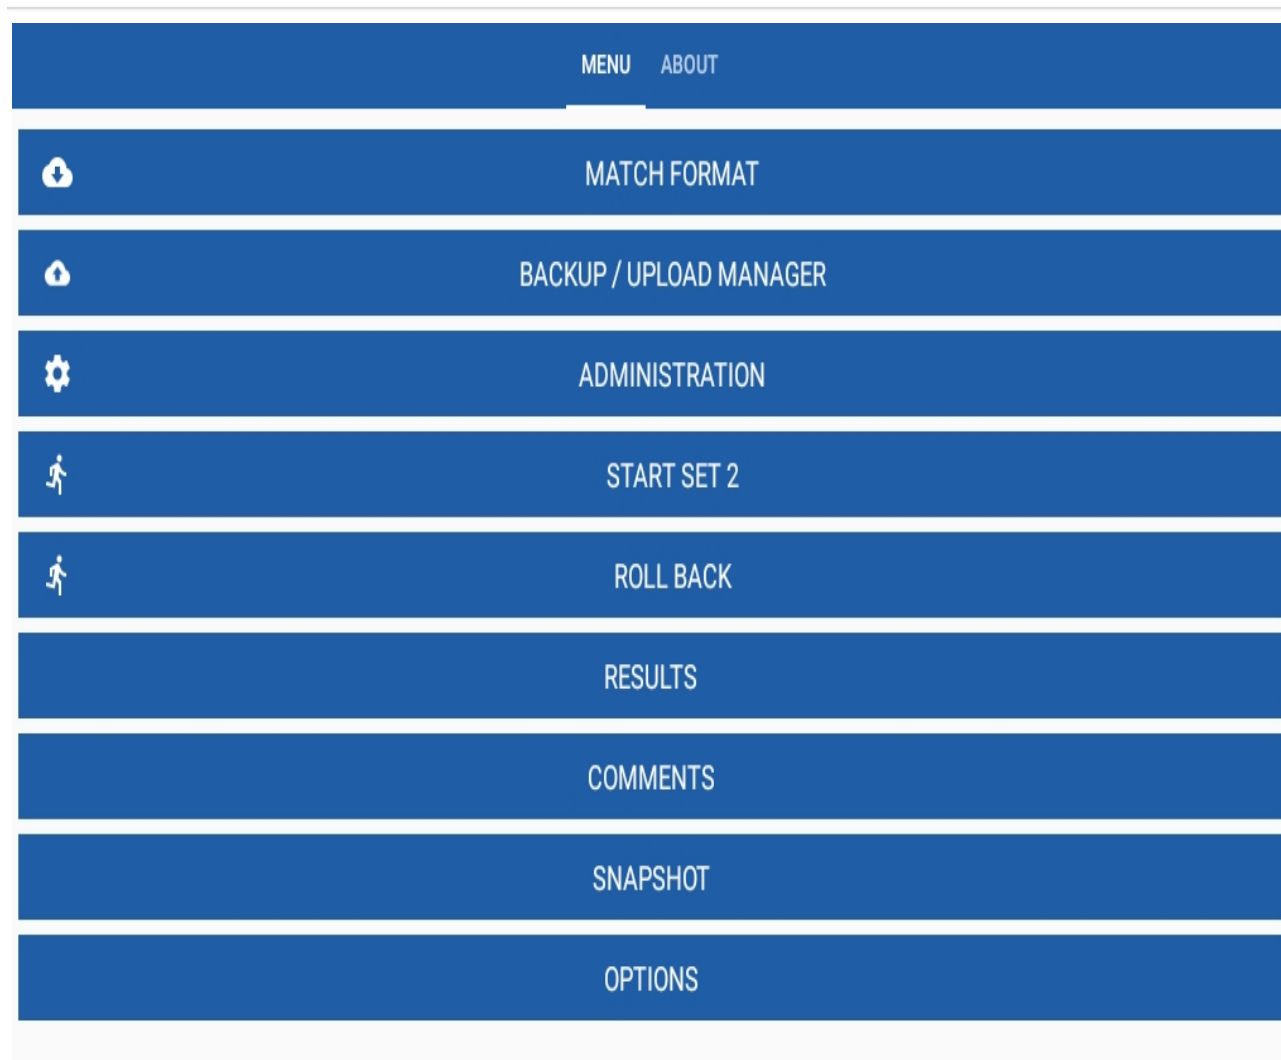 MENU ABOUT
MATCH FORMAT
BACKUP / UPLOAD MANAGER
ADMINISTRATION
START SET 2
ROLL BACK
RESULTS
COMMENTS
SNAPSHOT
OPTIONS